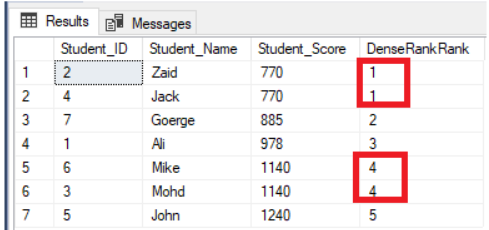 Results Messages
Student_ID Student_Name Student_Score DenseRankRank
1 2 Zaid 770 1
2 4 Jack 770 1
3 7 Goerge 885 2
4 1 Ali 978 3
5 6 Mike 1140 4
6 3 Mohd 1140 4
7 5 John 1240 5